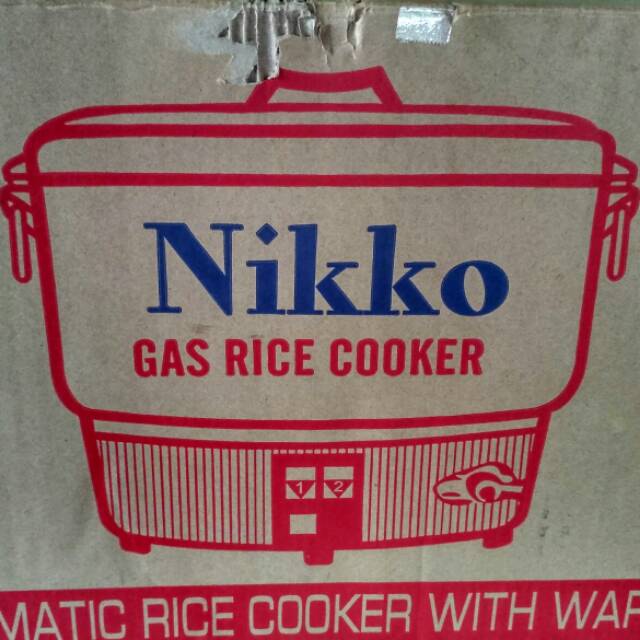 Nikko
GAS RICE COOKER
1 2
MATIC RICE COOKER WITH WAR